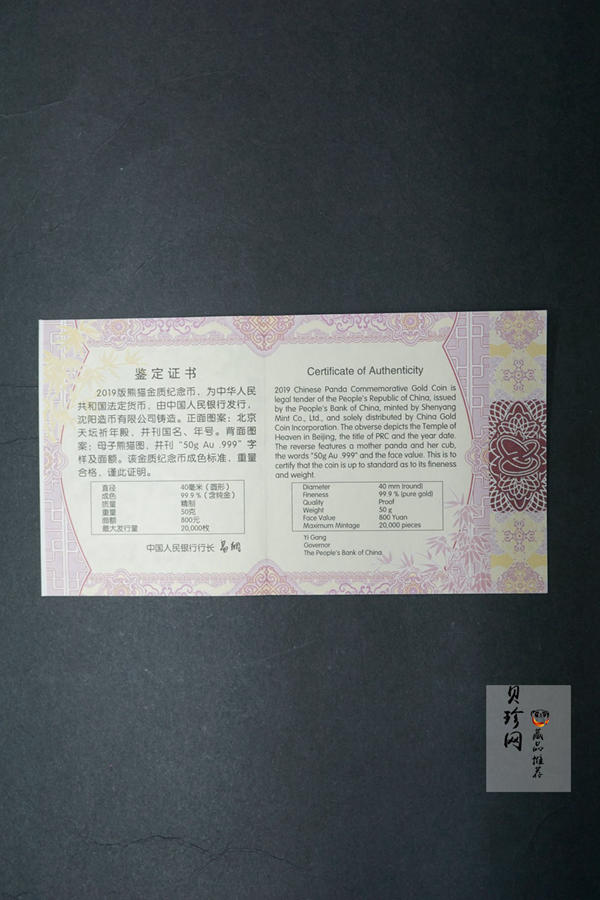 鉴定证书
2019版熊猫金质纪念币，为中华人民
共和国法定货币，由中国人民银行发行，
沈阳造币有限公司铸造。正面图案：北京
天坛祈年殿，并刊国名、年号。背面图
案：母子熊猫图，并刊“50g Au .999”字
样及面额。该金质纪念币成色标准，重量
合格，谨此证明。
直径 40毫米（圆形）
成色 99.9％（含纯金）
质量 精制
重量 50克
面额 800元
最大发行量 20,000枚
中国人民银行行长 易纲
Certificate of Authenticity
2019 Chinese Panda Commemorative Gold Coin is
legal tender of the People's Republic of China, issued
by the People's Bank of China, minted by Shenyang
Mint Co., Ltd., and solely distributed by China Gold
Coin Incorporation. The obverse depicts the Temple of
Heaven in Beijing, the title of PRC and the year date.
The reverse features a mother panda and her cub,
the words "50g Au .999" and the face value. This is to
certify that the coin is up to standard as to its fineness
and weight.
Diameter 40 mm (round)
Fineness 99.9 % (pure gold)
Quality Proof
Weight 50 g
Face Value 800 Yuan
Maximum Mintage 20,000 pieces
Yi Gang
Governor
The People's Bank of China
贝珍网
藏品推荐